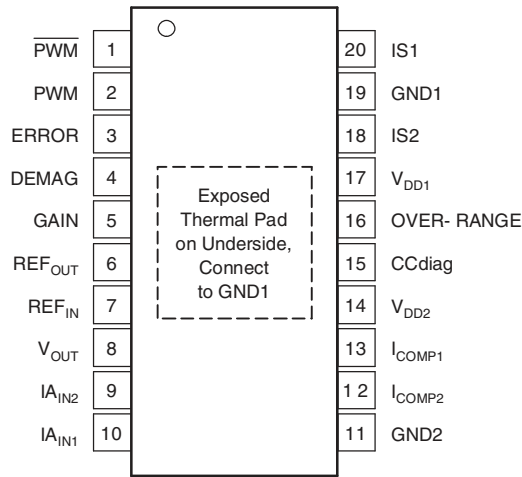 PWM 1 20 IS1
PWM 2 19 GND1
ERROR 3 18 IS2
DEMAG 4 17 VDD1
GAIN 5 16 OVER- RANGE
REFOUT 6 15 CCdiag
REFIN 7 14 VDD2
VOUT 8 13 ICOMP1
IAIN2 9 1 2 ICOMP2
IAIN1 10 11 GND2
Exposed
Thermal Pad
on Underside,
Connect
to GND1